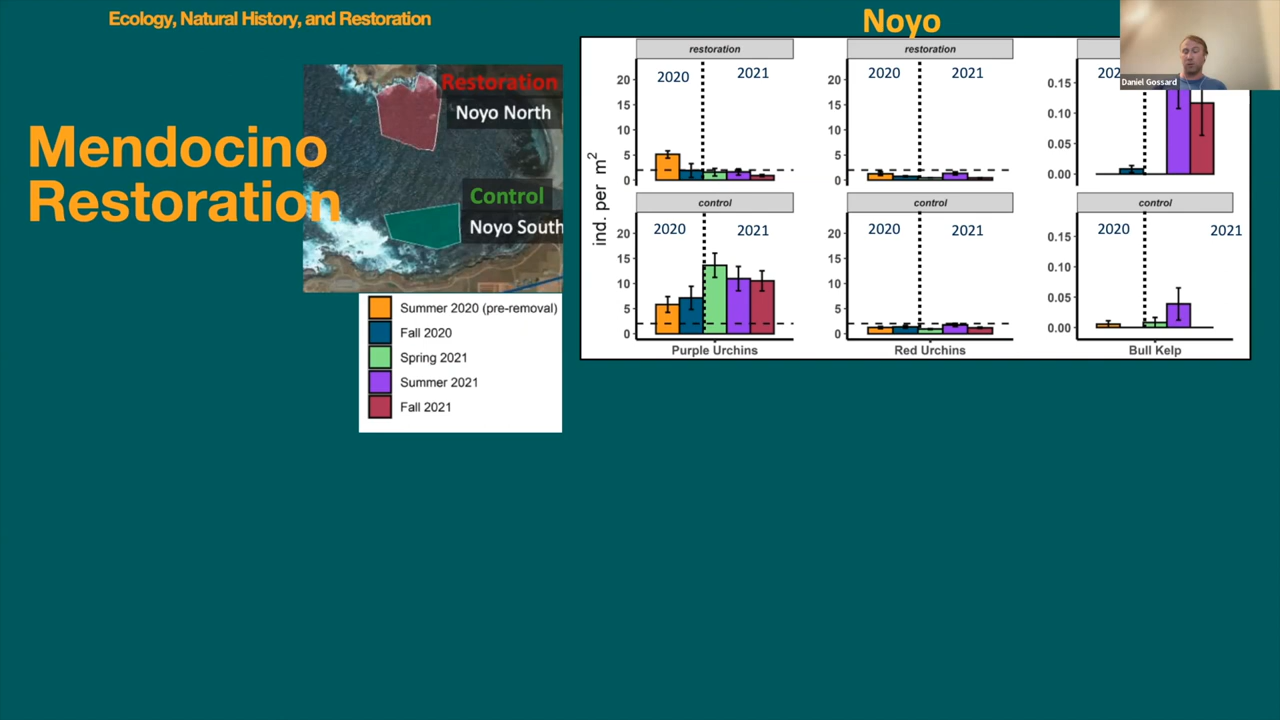 Ecology, Natural History, and Restoration
Mendocino
Restoration
Restoration
Noyo North
Control
Noyo South
Summer 2020 (pre-removal)
Fall 2020
Spring 2021
Summer 2021
Fall 2021
Noyo
ind. per m²
restoration
2020
2021
20
15
10
5
0
restoration
2020
2021
20
15
10
5
0
0.15
0.10
0.05
0.00
control
2020
2021
20
15
10
5
0
Purple Urchins
control
2020
2021
20
15
10
5
0
Red Urchins
control
2020
2021
0.15
0.10
0.05
0.00
Bull Kelp
Daniel Gossard